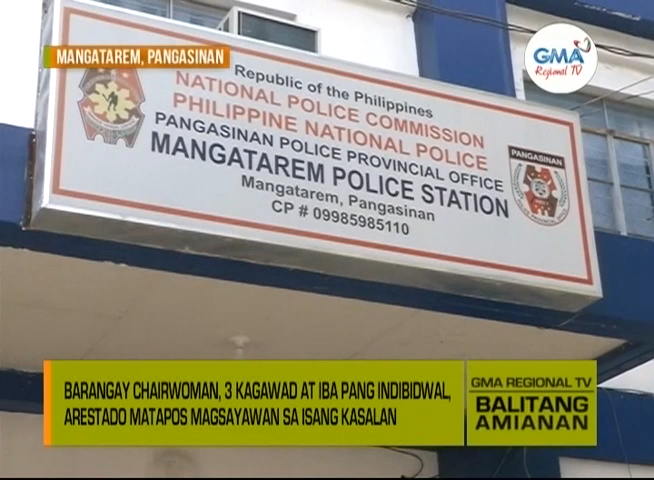 MANGATAREM, PANGASINAN
GMA
Regional TV
Republic of the Philippines
NATIONAL POLICE COMMISSION
PHILIPPINE NATIONAL POLICE
PANGASINAN POLICE PROVINCIAL OFFICE
MANGATAREM POLICE STATION
Mangatarem, Pangasinan
CP # 09985985110
PANGASINAN
BARANGAY CHAIRWOMAN, 3 KAGAWAD AT IBA PANG INDIBIDWAL,
ARESTADO MATAPOS MAGSAYAWAN SA ISANG KASALAN
GMA REGIONAL TV
BALITANG
AMIANAN